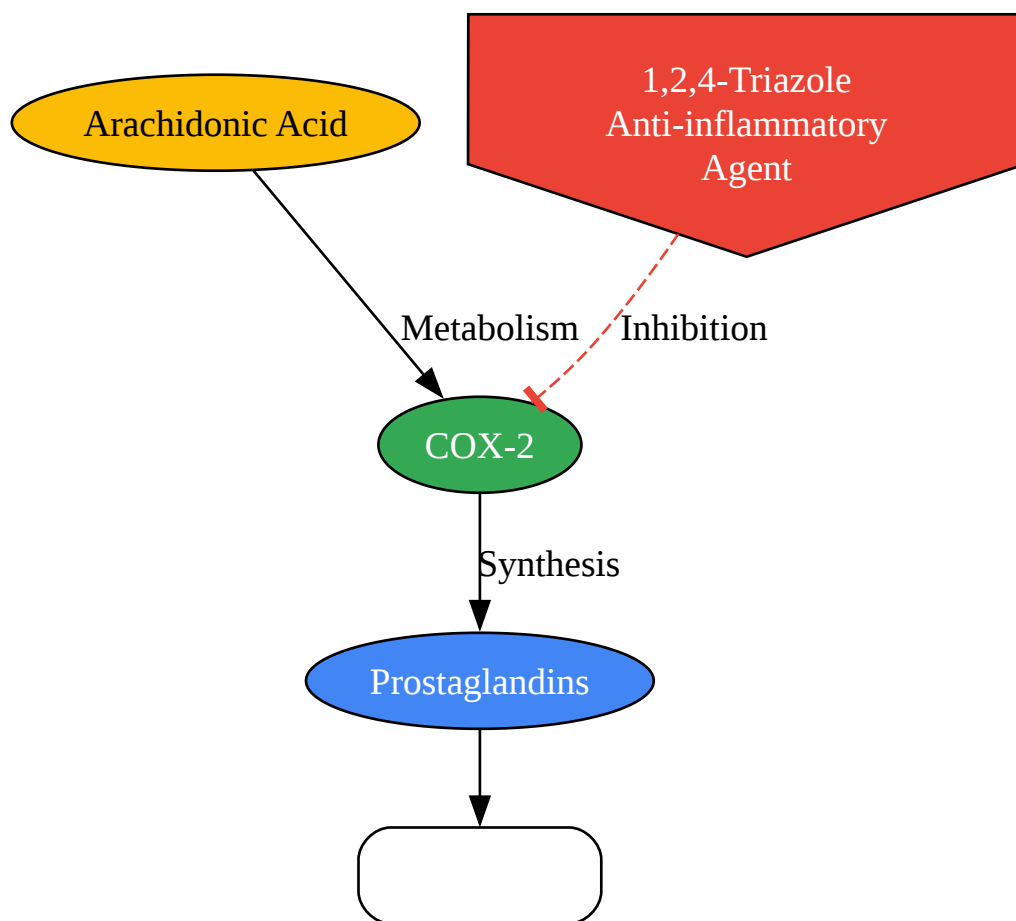 1,2,4-Triazole
Anti-inflammatory
Agent
Arachidonic Acid
Metabolism
Inhibition
COX-2
Synthesis
Prostaglandins